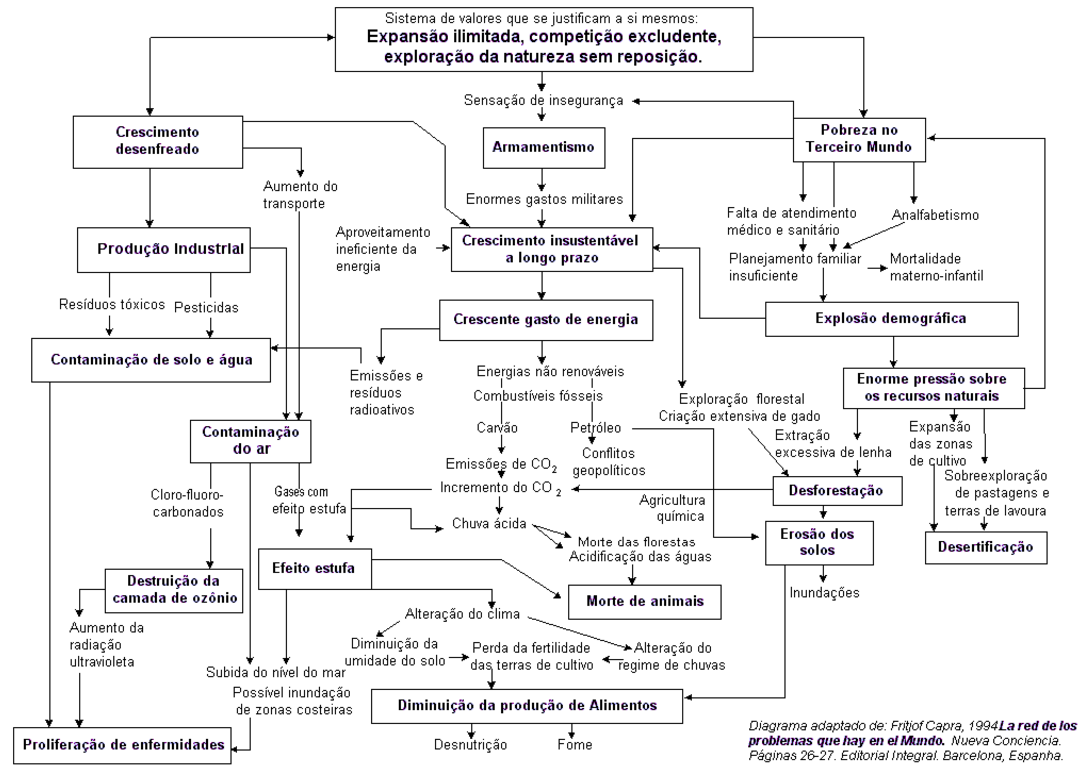 Sistema de valores que se justificam a si mesmos:
Expansão ilimitada, competição excludente,
exploração da natureza sem reposição.
Sensação de insegurança
Crescimento
desenfreado
Armamentismo
Pobreza no
Terceiro Mundo
Aumento do
transporte
Enormes gastos militares
Falta de atendimento
médico e sanitário
Analfabetismo
Produção Industrial
Aproveitamento
ineficiente da
energia
Crescimento insustentável
a longo prazo
Planejamento familiar
insuficiente
Mortalidade
materno-infantil
Resíduos tóxicos
Pesticidas
Crescente gasto de energia
Explosão demográfica
Contaminação de solo e água
Emissões e
resíduos
radioativos
Energias não renováveis
Combustíveis fósseis
Enorme pressão sobre
os recursos naturais
Exploração florestal
Criação extensiva de gado
Contaminação
do ar
Carvão
Petróleo
Extração
excessiva de lenha
Expansão
das zonas
de cultivo
Conflitos
geopolíticos
Emissões de CO2
Incremento do CO2
Cloro-fluoro-
carbonados
Gases com
efeito estufa
Agricultura
química
Desforestação
Sobreexploração
de pastagens e
terras de lavoura
Chuva ácida
Morte das florestas
Acidificação das águas
Erosão dos
solos
Desertificação
Efeito estufa
Destruição da
camada de ozônio
Morte de animais
Inundações
Alteração do clima
Aumento da
radiação
ultravioleta
Diminuição da
umidade do solo
Perda da fertilidade
das terras de cultivo
Alteração do
regime de chuvas
Subida do nível do mar
Possível inundação
de zonas costeiras
Diminuição da produção de Alimentos
Proliferação de enfermidades
Desnutrição
Fome
Diagrama adaptado de: Fritjof Capra, 1994.La red de los
problemas que hay en el Mundo. Nueva Conciencia.
Páginas 26-27. Editorial Integral. Barcelona, Espanha.